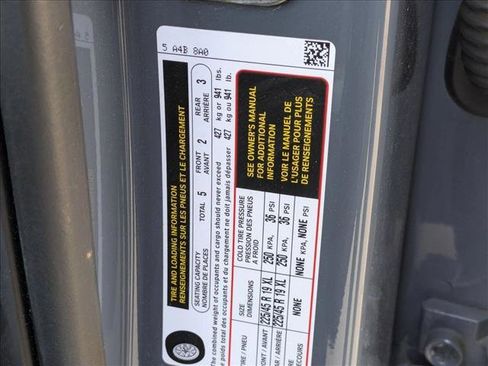 5 A4B 8A0
TIRE AND LOADING INFORMATION
RENSEIGNEMENTS SUR LES PNEUS ET LE CHARGEMENT
SEATING CAPACITY
NOMBRE DE PLACES
TOTAL 5
FRONT
AVANT 2
REAR
ARRIÈRE 3
The combined weight of occupants and cargo should never exceed 427 kg or 941 lbs.
poids total des occupants et du chargement ne doit jamais dépasser 427 kg ou 941 lb.
TIRE / PNEU
SIZE
DIMENSIONS
COLD TIRE PRESSURE
PRESSION DES PNEUS
A FROID
FRONT / AVANT 225/45 R 19 XL 250 KPA, 36 PSI
REAR / ARRIÈRE 225/45 R 19 XL 250 KPA, 36 PSI
SECOURS NONE NONE KPA, NONE PSI
SEE OWNER'S MANUAL
FOR ADDITIONAL
INFORMATION
VOIR LE MANUEL DE
L'USAGER POUR PLUS
DE RENSEIGNEMENTS